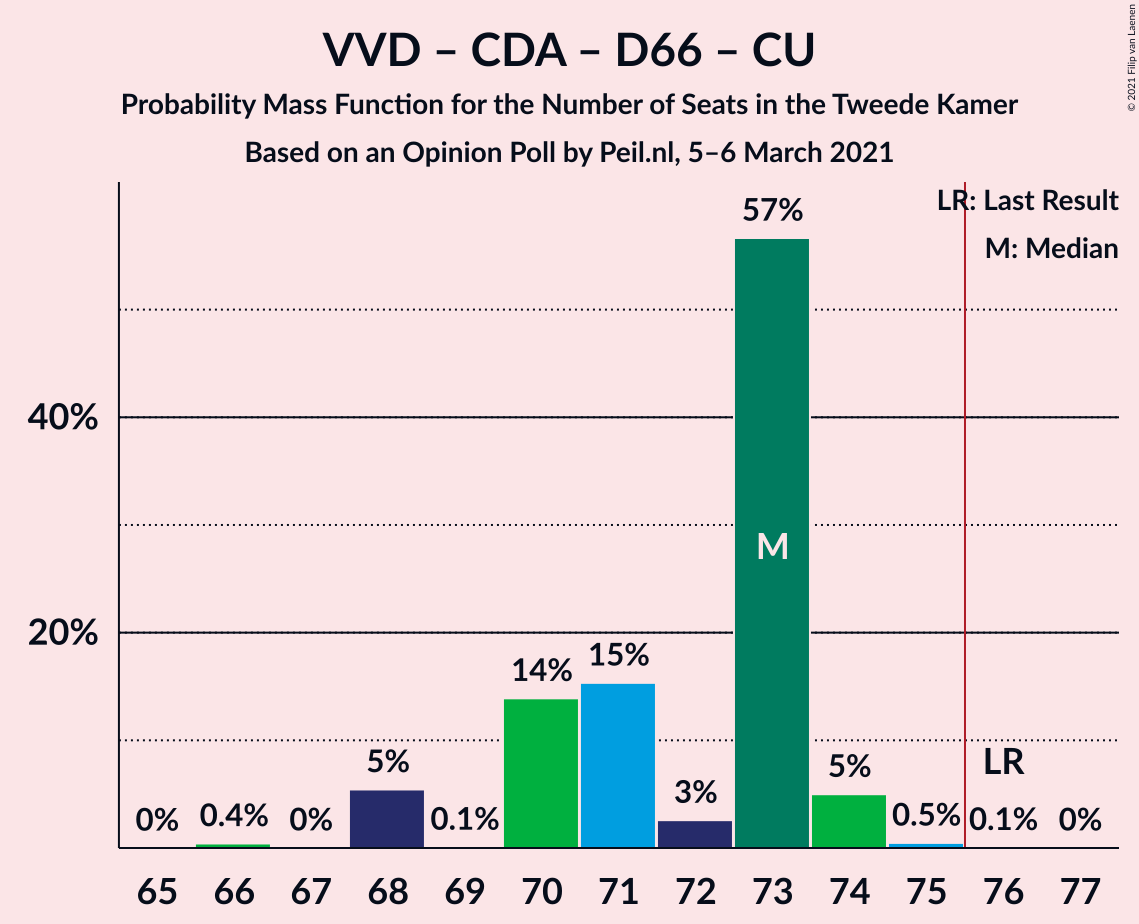 VVD – CDA – D66 – CU
Probability Mass Function for the Number of Seats in the Tweede Kamer
Based on an Opinion Poll by Peil.nl, 5–6 March 2021
© 2021 Filip van Laenen
LR: Last Result
M: Median
57%
40%
M
20%
15%
14%
5%
3%
5%
LR
0%
0.4%
0%
0.1%
0.5%
0.1%
0%
65 66 67 68 69 70 71 72 73 74 75 76 77